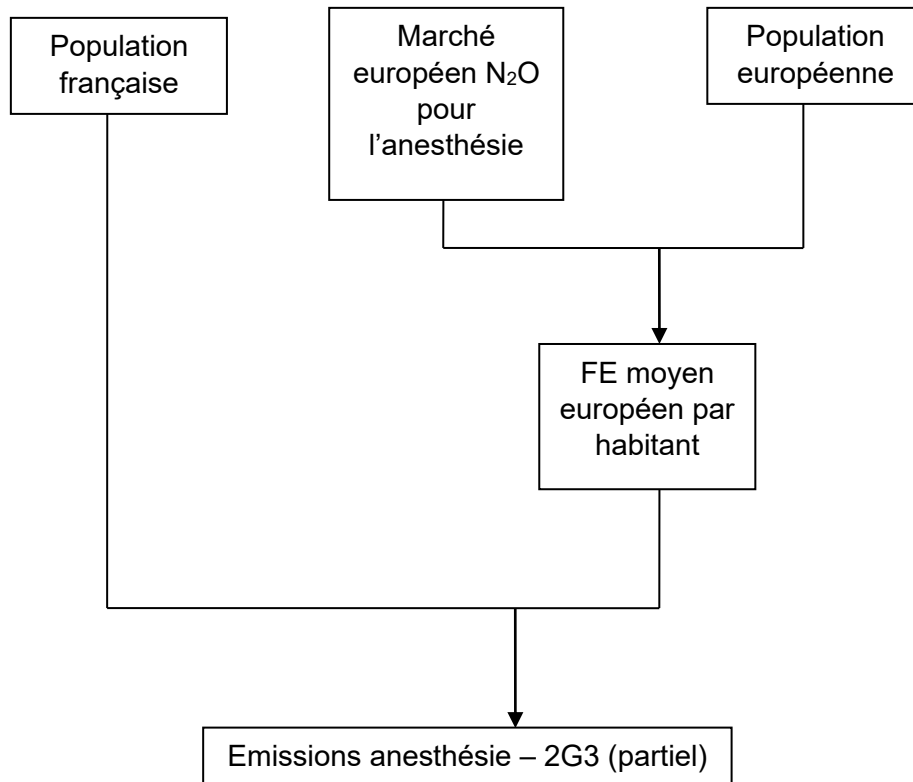 Population
française
Marché
européen N₂O
pour
l'anesthésie
Population
européenne
FE moyen
européen par
habitant
Emissions anesthésie – 2G3 (partiel)